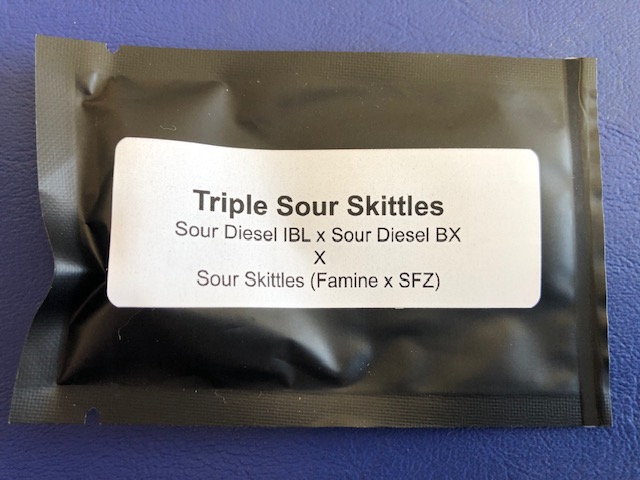 Triple Sour Skittles
Sour Diesel IBL x Sour Diesel BX
X
Sour Skittles (Famine x SFZ)